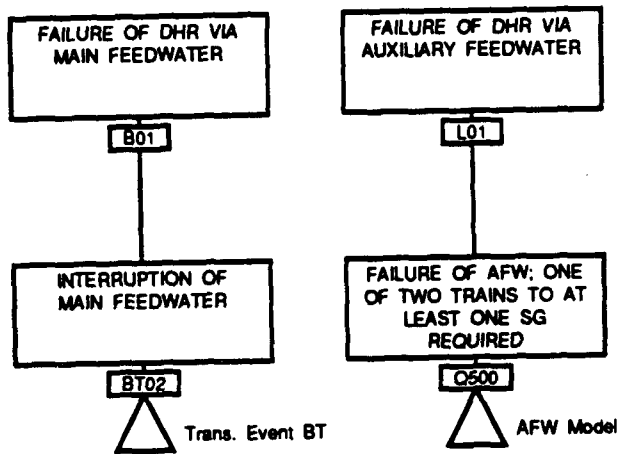 FAILURE OF DHR VIA
MAIN FEEDWATER
B01
INTERRUPTION OF
MAIN FEEDWATER
BT02
Trans. Event BT
FAILURE OF DHR VIA
AUXILIARY FEEDWATER
L01
FAILURE OF AFW; ONE
OF TWO TRAINS TO AT
LEAST ONE SG
REQUIRED
Q500
AFW Model